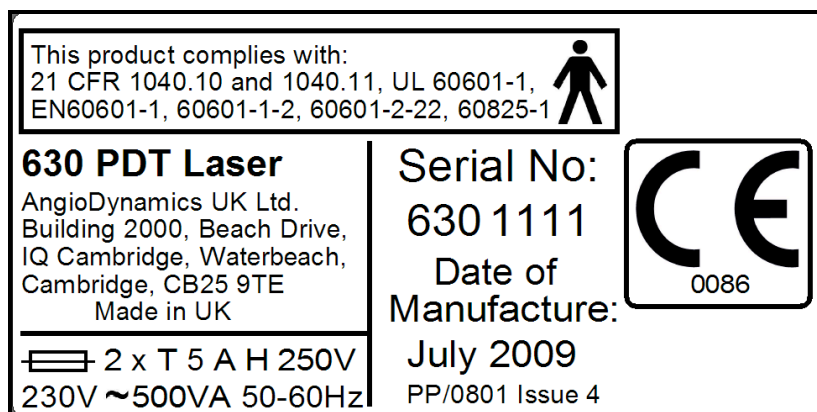 This product complies with:
21 CFR 1040.10 and 1040.11, UL 60601-1,
EN60601-1, 60601-1-2, 60601-2-22, 60825-1
630 PDT Laser
AngioDynamics UK Ltd.
Building 2000, Beach Drive,
IQ Cambridge, Waterbeach,
Cambridge, CB25 9TE
Made in UK
2 x T 5 A H 250V
230V ~500VA 50-60Hz
Serial No:
630 1111
Date of
Manufacture:
July 2009
PP/0801 Issue 4
CE
0086